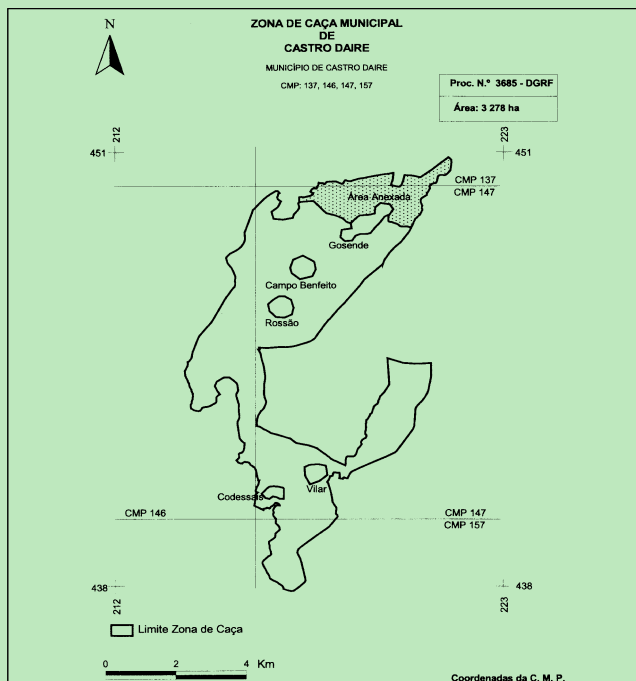 N
ZONA DE CAÇA MUNICIPAL
DE
CASTRO DAIRE
MUNICÍPIO DE CASTRO DAIRE
CMP: 137, 146, 147, 157
Proc. N.º 3685 - DGRF
Área: 3 278 ha
212
223
451
451
CMP 137
CMP 147
Área Anexada
Gosende
Campo Benfeito
Rossão
Vilar
Codessais
CMP 146
CMP 147
CMP 157
438
438
212
223
Limite Zona de Caça
0 2 4 Km
Coordenadas da C. M. P.